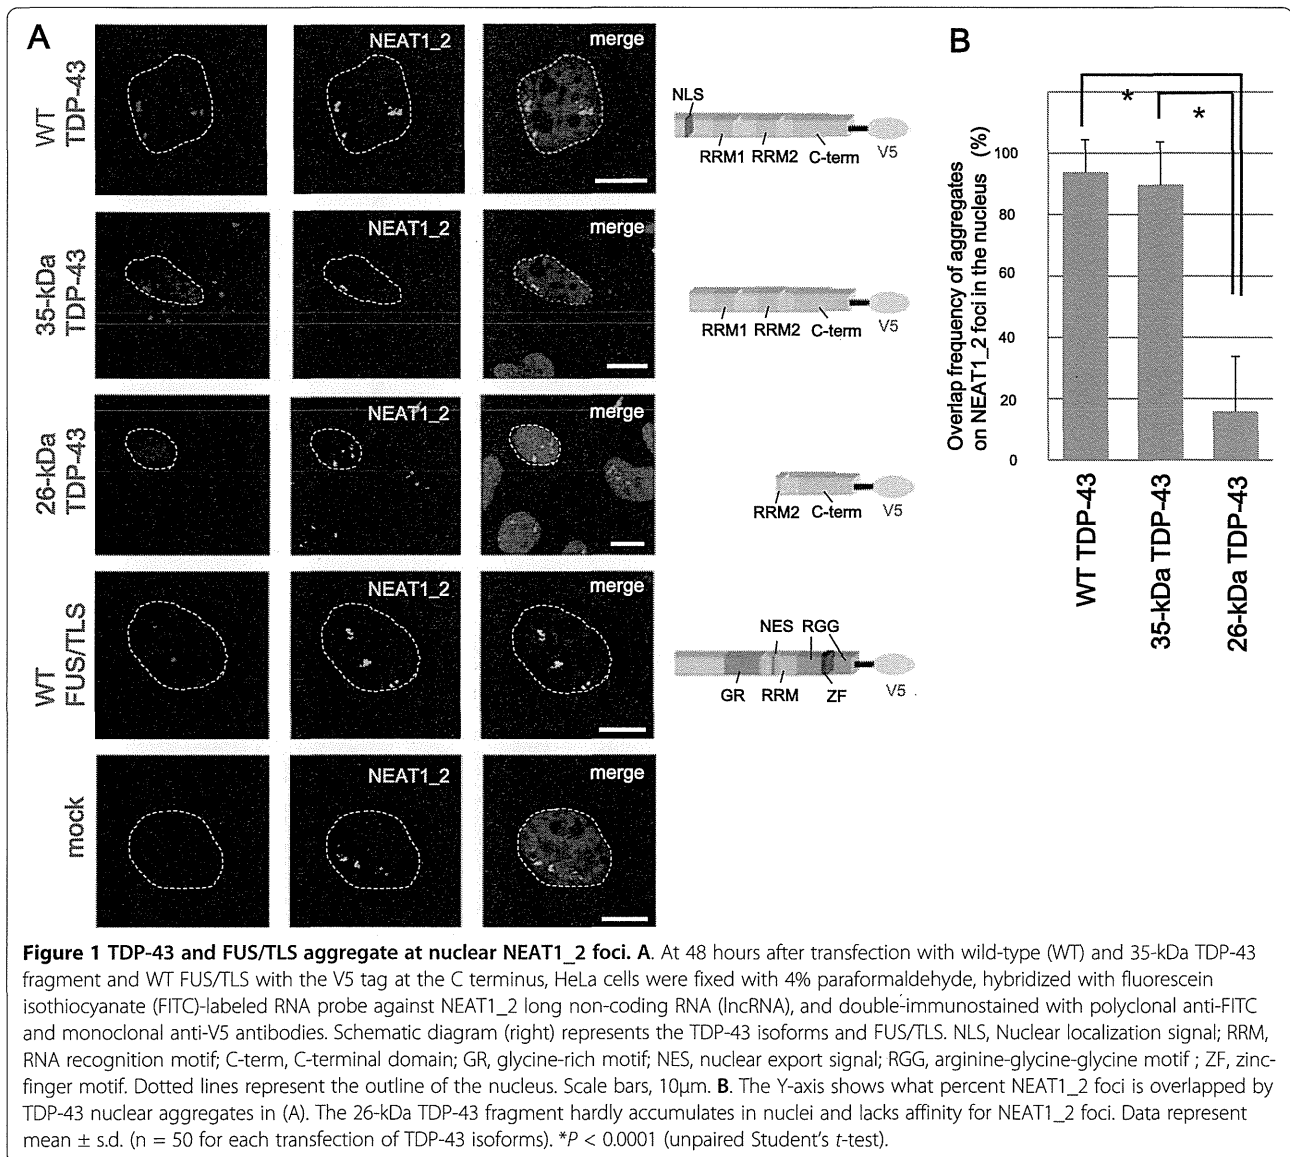 A
WT
TDP-43
NEAT1_2
merge
NLS
RRM1 RRM2 C-term V5
35-kDa
TDP-43
NEAT1_2
merge
RRM1 RRM2 C-term V5
26-kDa
TDP-43
NEAT1_2
merge
RRM2 C-term V5
WT
FUS/TLS
NEAT1_2
merge
NES RGG
GR RRM ZF V5
mock
NEAT1_2
merge
B
Overlap frequency of aggregates
on NEAT1_2 foci in the nucleus (%)
* *
100
80
60
40
20
0
WT TDP-43
35-kDa TDP-43
26-kDa TDP-43
Figure 1 TDP-43 and FUS/TLS aggregate at nuclear NEAT1_2 foci. A. At 48 hours after transfection with wild-type (WT) and 35-kDa TDP-43
fragment and WT FUS/TLS with the V5 tag at the C terminus, HeLa cells were fixed with 4% paraformaldehyde, hybridized with fluorescein
isothiocyanate (FITC)-labeled RNA probe against NEAT1_2 long non-coding RNA (lncRNA), and double-immunostained with polyclonal anti-FITC
and monoclonal anti-V5 antibodies. Schematic diagram (right) represents the TDP-43 isoforms and FUS/TLS. NLS, Nuclear localization signal; RRM,
RNA recognition motif; C-term, C-terminal domain; GR, glycine-rich motif; NES, nuclear export signal; RGG, arginine-glycine-glycine motif ; ZF, zinc-
finger motif. Dotted lines represent the outline of the nucleus. Scale bars, 10μm. B. The Y-axis shows what percent NEAT1_2 foci is overlapped by
TDP-43 nuclear aggregates in (A). The 26-kDa TDP-43 fragment hardly accumulates in nuclei and lacks affinity for NEAT1_2 foci. Data represent
mean ± s.d. (n = 50 for each transfection of TDP-43 isoforms). *P < 0.0001 (unpaired Student's t-test).